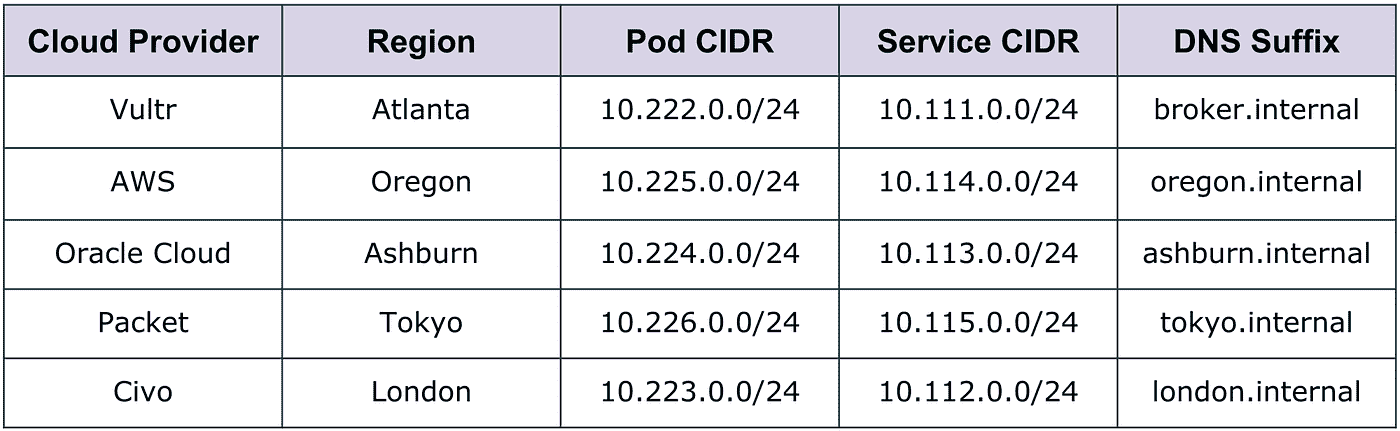 Cloud Provider Region Pod CIDR Service CIDR DNS Suffix
Vultr Atlanta 10.222.0.0/24 10.111.0.0/24 broker.internal
AWS Oregon 10.225.0.0/24 10.114.0.0/24 oregon.internal
Oracle Cloud Ashburn 10.224.0.0/24 10.113.0.0/24 ashburn.internal
Packet Tokyo 10.226.0.0/24 10.115.0.0/24 tokyo.internal
Civo London 10.223.0.0/24 10.112.0.0/24 london.internal